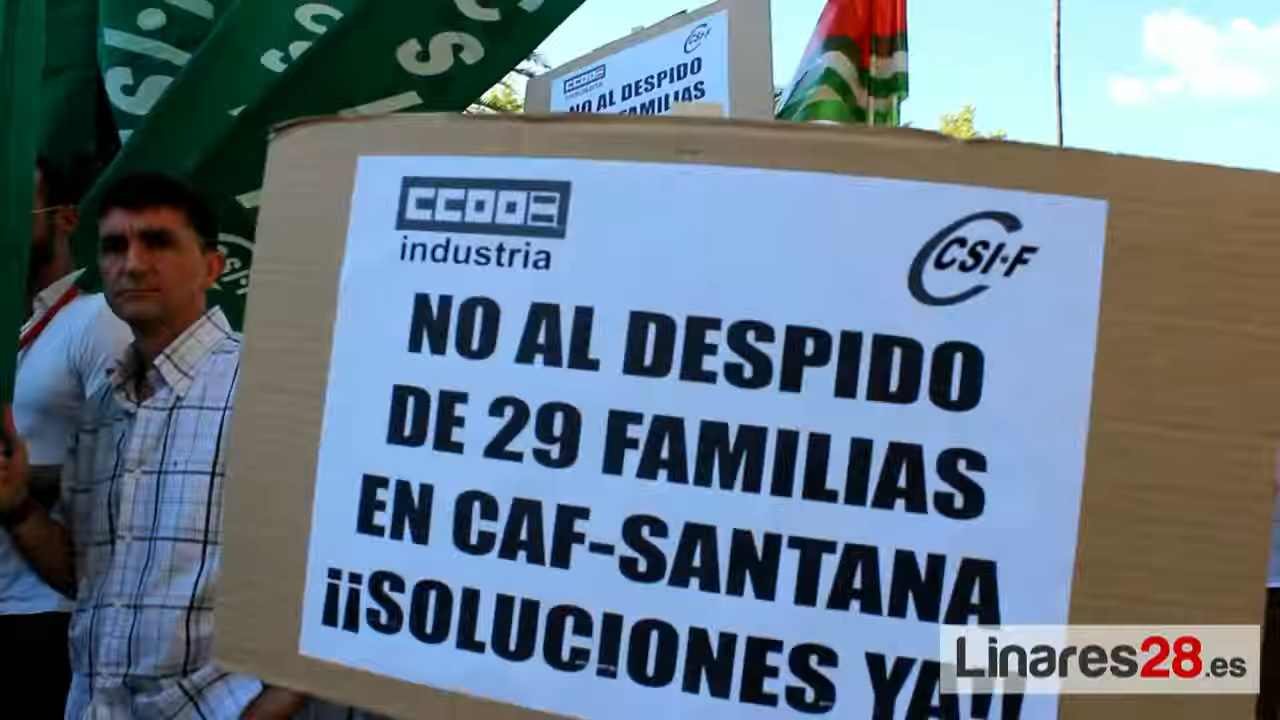 CSI·F
NO AL DESPIDO
FAMILIAS
CCOO
industria
CSI·F
NO AL DESPIDO
DE 29 FAMILIAS
EN CAF-SANTANA
¡¡SOLUCIONES YA!!
Linares28.es